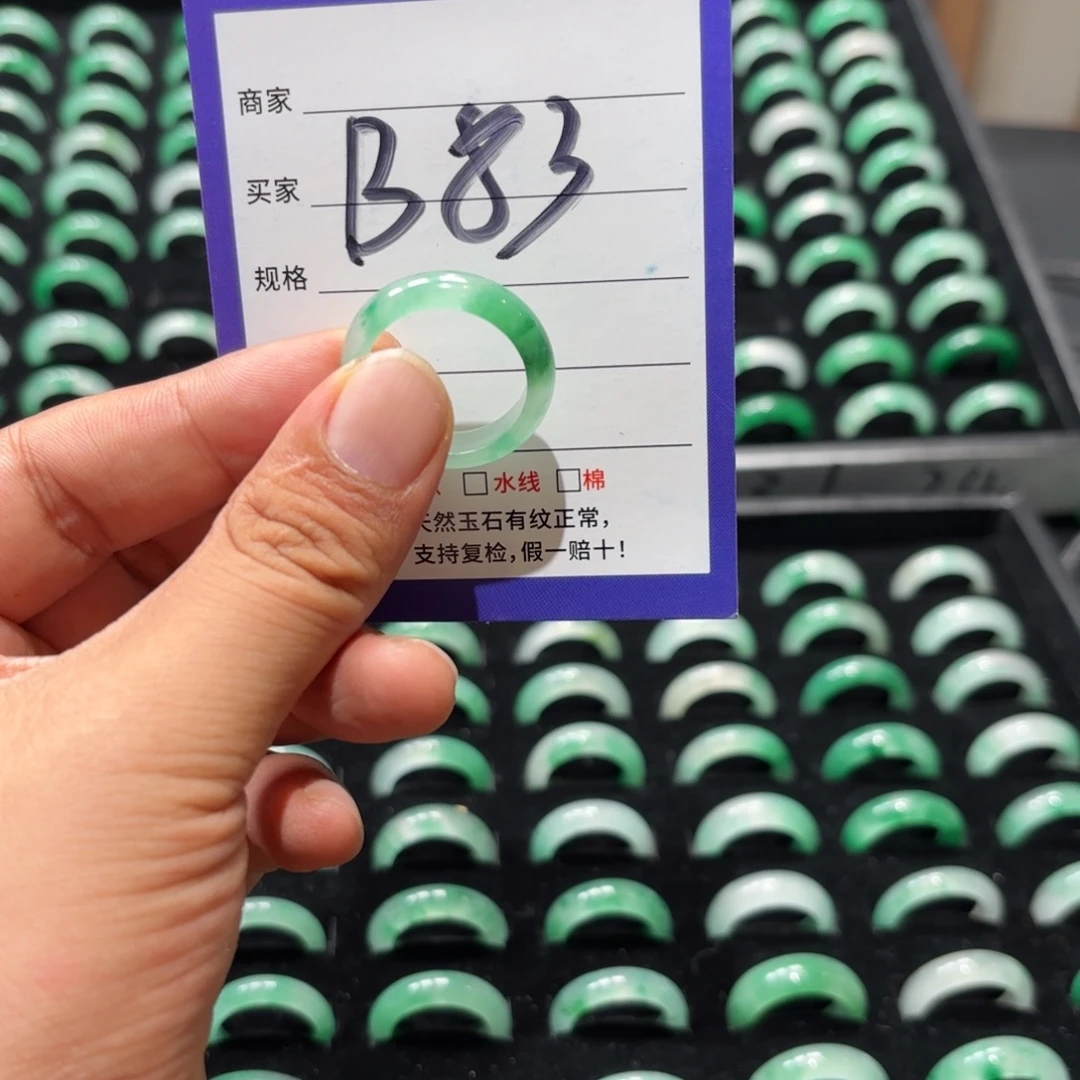 商家
B83
买家
规格
□水线 □棉
天然玉石有纹正常，
支持复检，假一赔十！